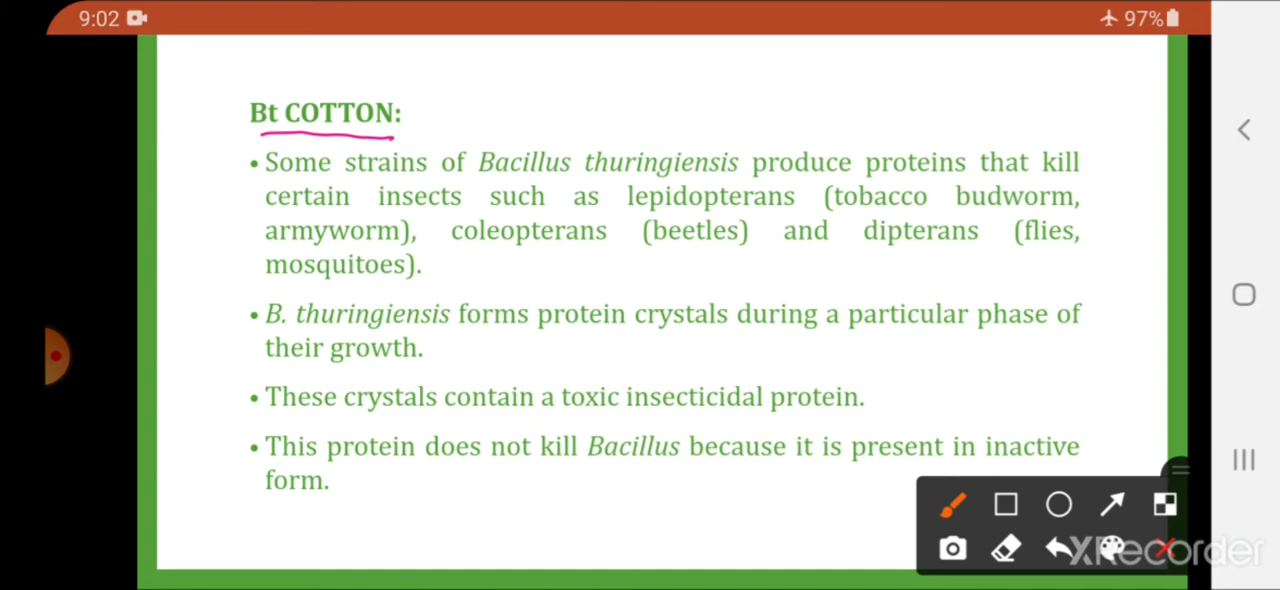 9:02
97%
Bt COTTON:
• Some strains of Bacillus thuringiensis produce proteins that kill
certain insects such as lepidopterans (tobacco budworm,
armyworm), coleopterans (beetles) and dipterans (flies,
mosquitoes).
• B. thuringiensis forms protein crystals during a particular phase of
their growth.
• These crystals contain a toxic insecticidal protein.
• This protein does not kill Bacillus because it is present in inactive
form.
XRecorder